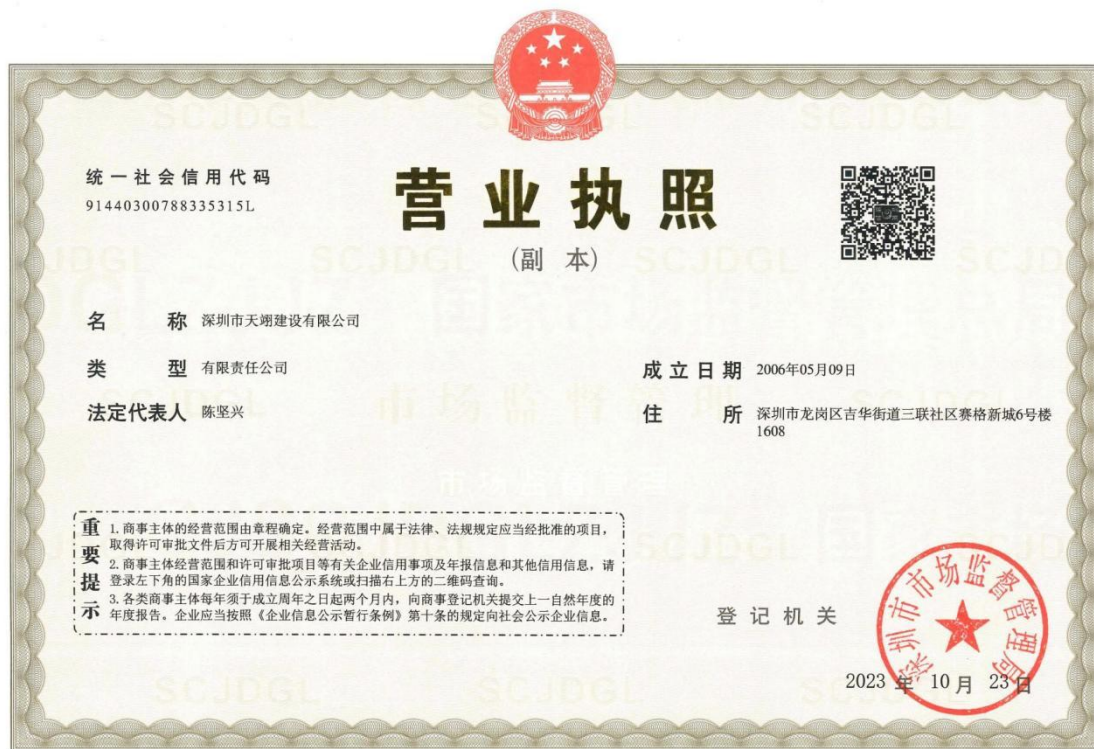 统一社会信用代码
91440300788335315L
营业执照
(副 本)
名 称 深圳市天翊建设有限公司
类 型 有限责任公司
法定代表人 陈坚兴
成立日期 2006年05月09日
住 所 深圳市龙岗区吉华街道三联社区赛格新城6号楼
1608
重要提示
1.商事主体的经营范围由章程确定。经营范围中属于法律、法规规定应当经批准的项目,
取得许可审批文件后方可开展相关经营活动。
2.商事主体经营范围和许可审批项目等有关企业信用事项及年报信息和其他信用信息,请
登录左下角的国家企业信用信息公示系统或扫描右上方的二维码查询。
3.各类商事主体每年须于成立周年之日起两个月内,向商事登记机关提交上一自然年度的
年度报告。企业应当按照《企业信息公示暂行条例》第十条的规定向社会公示企业信息。
登记机关
深圳市市场监督管理局
2023 年 10 月 23 日
SCJDGL
市场监督管理